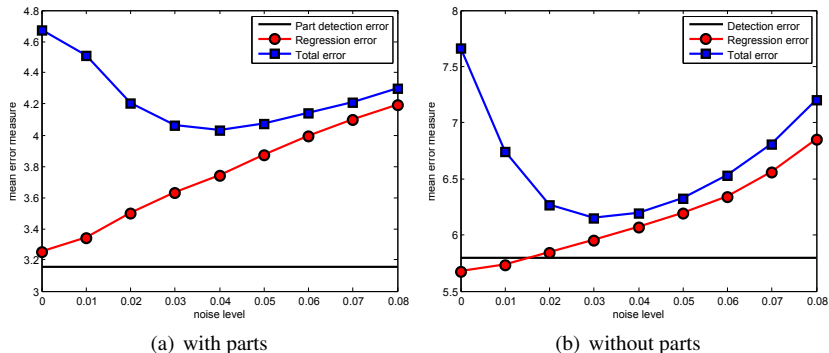 4.8
4.6
4.4
4.2
4
3.8
3.6
3.4
3.2
3
mean error measure
Part detection error
Regression error
Total error
0 0.01 0.02 0.03 0.04 0.05 0.06 0.07 0.08
noise level
(a) with parts
8
7.5
7
6.5
6
5.5
mean error measure
Detection error
Regression error
Total error
0 0.01 0.02 0.03 0.04 0.05 0.06 0.07 0.08
noise level
(b) without parts